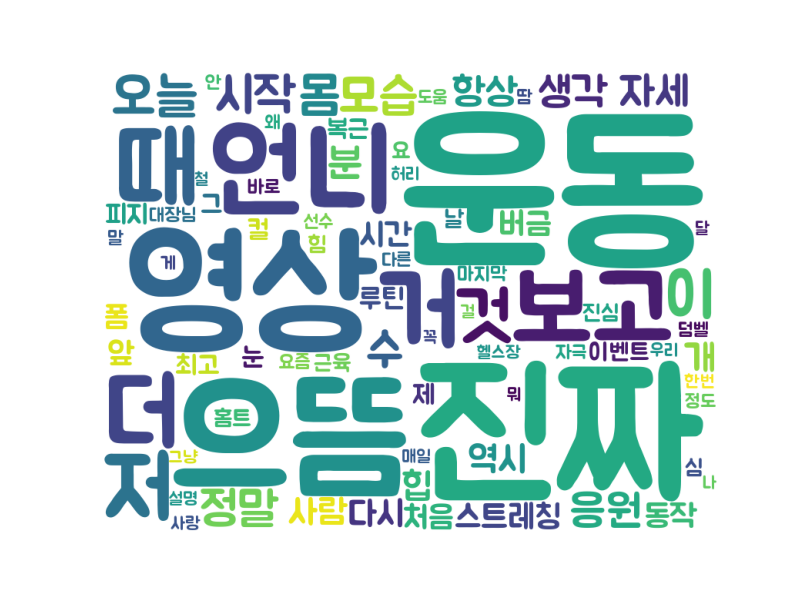 오늘 안 시작 몸 모습 도움 항상 땀 생각 자세
때 철 왜 언니 복근 분 요 허리 운동
피지 대장님 그 바로 컬 선수 힘 시간 날 버금 달
말 영상 게 다른 마지막
폼 루틴 거 걸 것 보고 진심 이 덤벨
앞 최고 눈 요즘 근육 수 꼭 헬스장 자극 이벤트 우리 개
더 으뜸 홈트 제 진짜 뭐 한번 정도
저 그냥 매일 역시 심 나
설명 정말 사람 다시 힙 처음 스트레칭 응원 동작
사랑